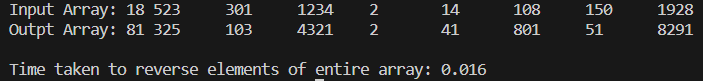 Input Array: 18 523 301 1234 2 14 108 150 1928
Outpt Array: 81 325 103 4321 2 41 801 51 8291
Time taken to reverse elements of entire array: 0.016